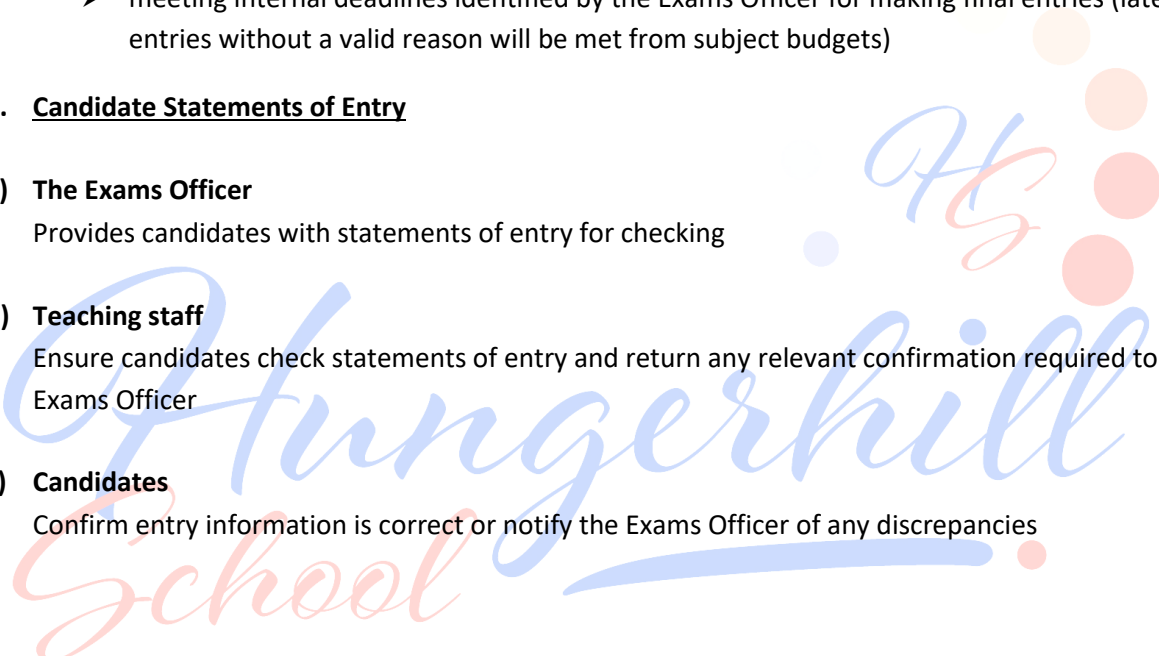 meeting internal deadlines identified by the Exams Officer for making final entries (late
entries without a valid reason will be met from subject budgets)
. Candidate Statements of Entry
) The Exams Officer
Provides candidates with statements of entry for checking
) Teaching staff
Ensure candidates check statements of entry and return any relevant confirmation required to
Exams Officer
) Candidates
Confirm entry information is correct or notify the Exams Officer of any discrepancies
HS
Hungerhill
School